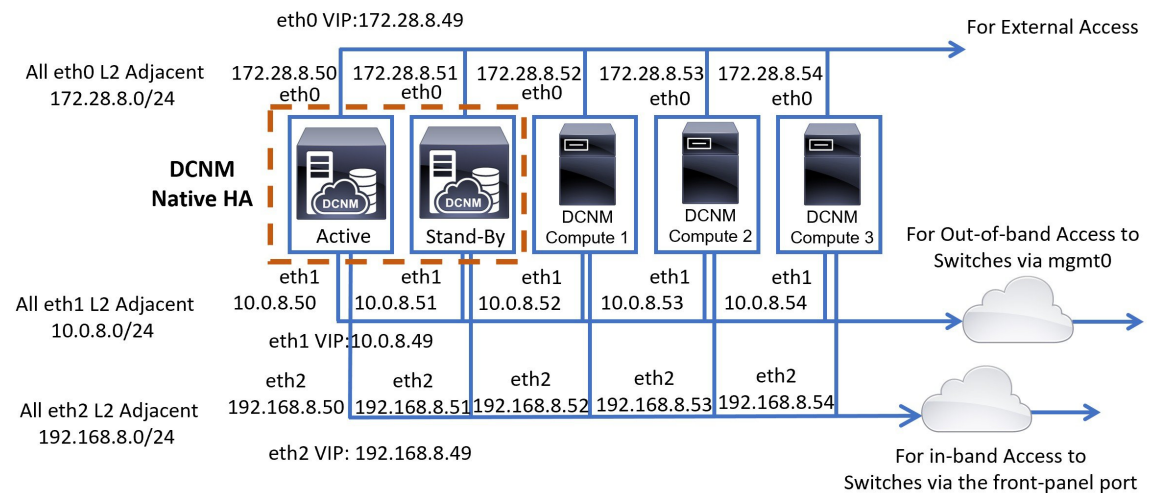 eth0 VIP:172.28.8.49
For External Access
All eth0 L2 Adjacent
172.28.8.0/24
172.28.8.50 172.28.8.51 172.28.8.52 172.28.8.53 172.28.8.54
eth0 eth0 eth0 eth0 eth0
DCNM
Native HA
DCNM DCNM
Active Stand-By
DCNM
Compute 1
DCNM
Compute 2
DCNM
Compute 3
For Out-of-band Access to
Switches via mgmt0
eth1 eth1 eth1 eth1 eth1
All eth1 L2 Adjacent
10.0.8.0/24
10.0.8.50 10.0.8.51 10.0.8.52 10.0.8.53 10.0.8.54
eth1 VIP:10.0.8.49
eth2 eth2 eth2 eth2 eth2
All eth2 L2 Adjacent
192.168.8.0/24
192.168.8.50 192.168.8.51 192.168.8.52 192.168.8.53 192.168.8.54
eth2 VIP: 192.168.8.49
For in-band Access to
Switches via the front-panel port